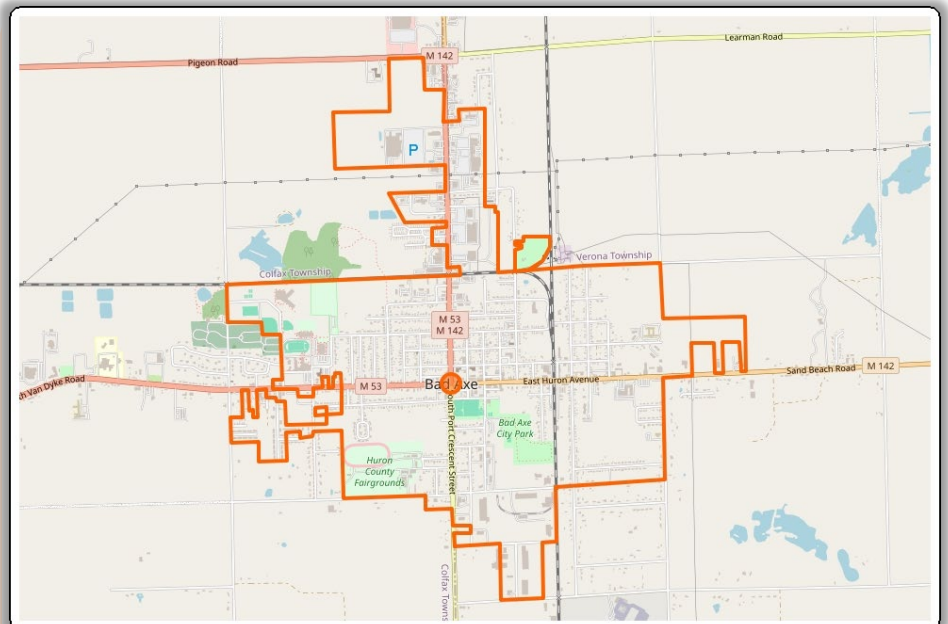 Learman Road
M 142
Pigeon Road
P
Verona Township
Colfax Township
M 53
M 142
Sand Beach Road
M 142
East Huron Avenue
M 53
Bad Axe
Van Dyke Road
South Port Crescent Street
Bad Axe
City Park
Huron
County
Fairgrounds
Colfax Towns